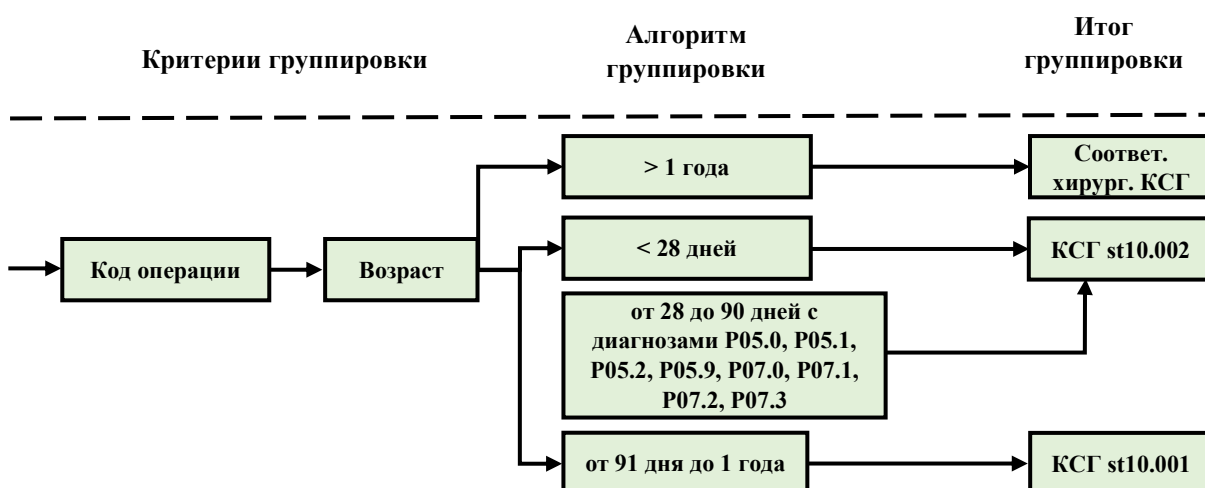 Критерии группировки
Алгоритм
группировки
Итог
группировки
> 1 года
Соответ.
хирург. КСГ
Код операции
Возраст
< 28 дней
КСГ st10.002
от 28 до 90 дней с
диагнозами P05.0, P05.1,
P05.2, P05.9, P07.0, P07.1,
P07.2, P07.3
от 91 дня до 1 года
КСГ st10.001